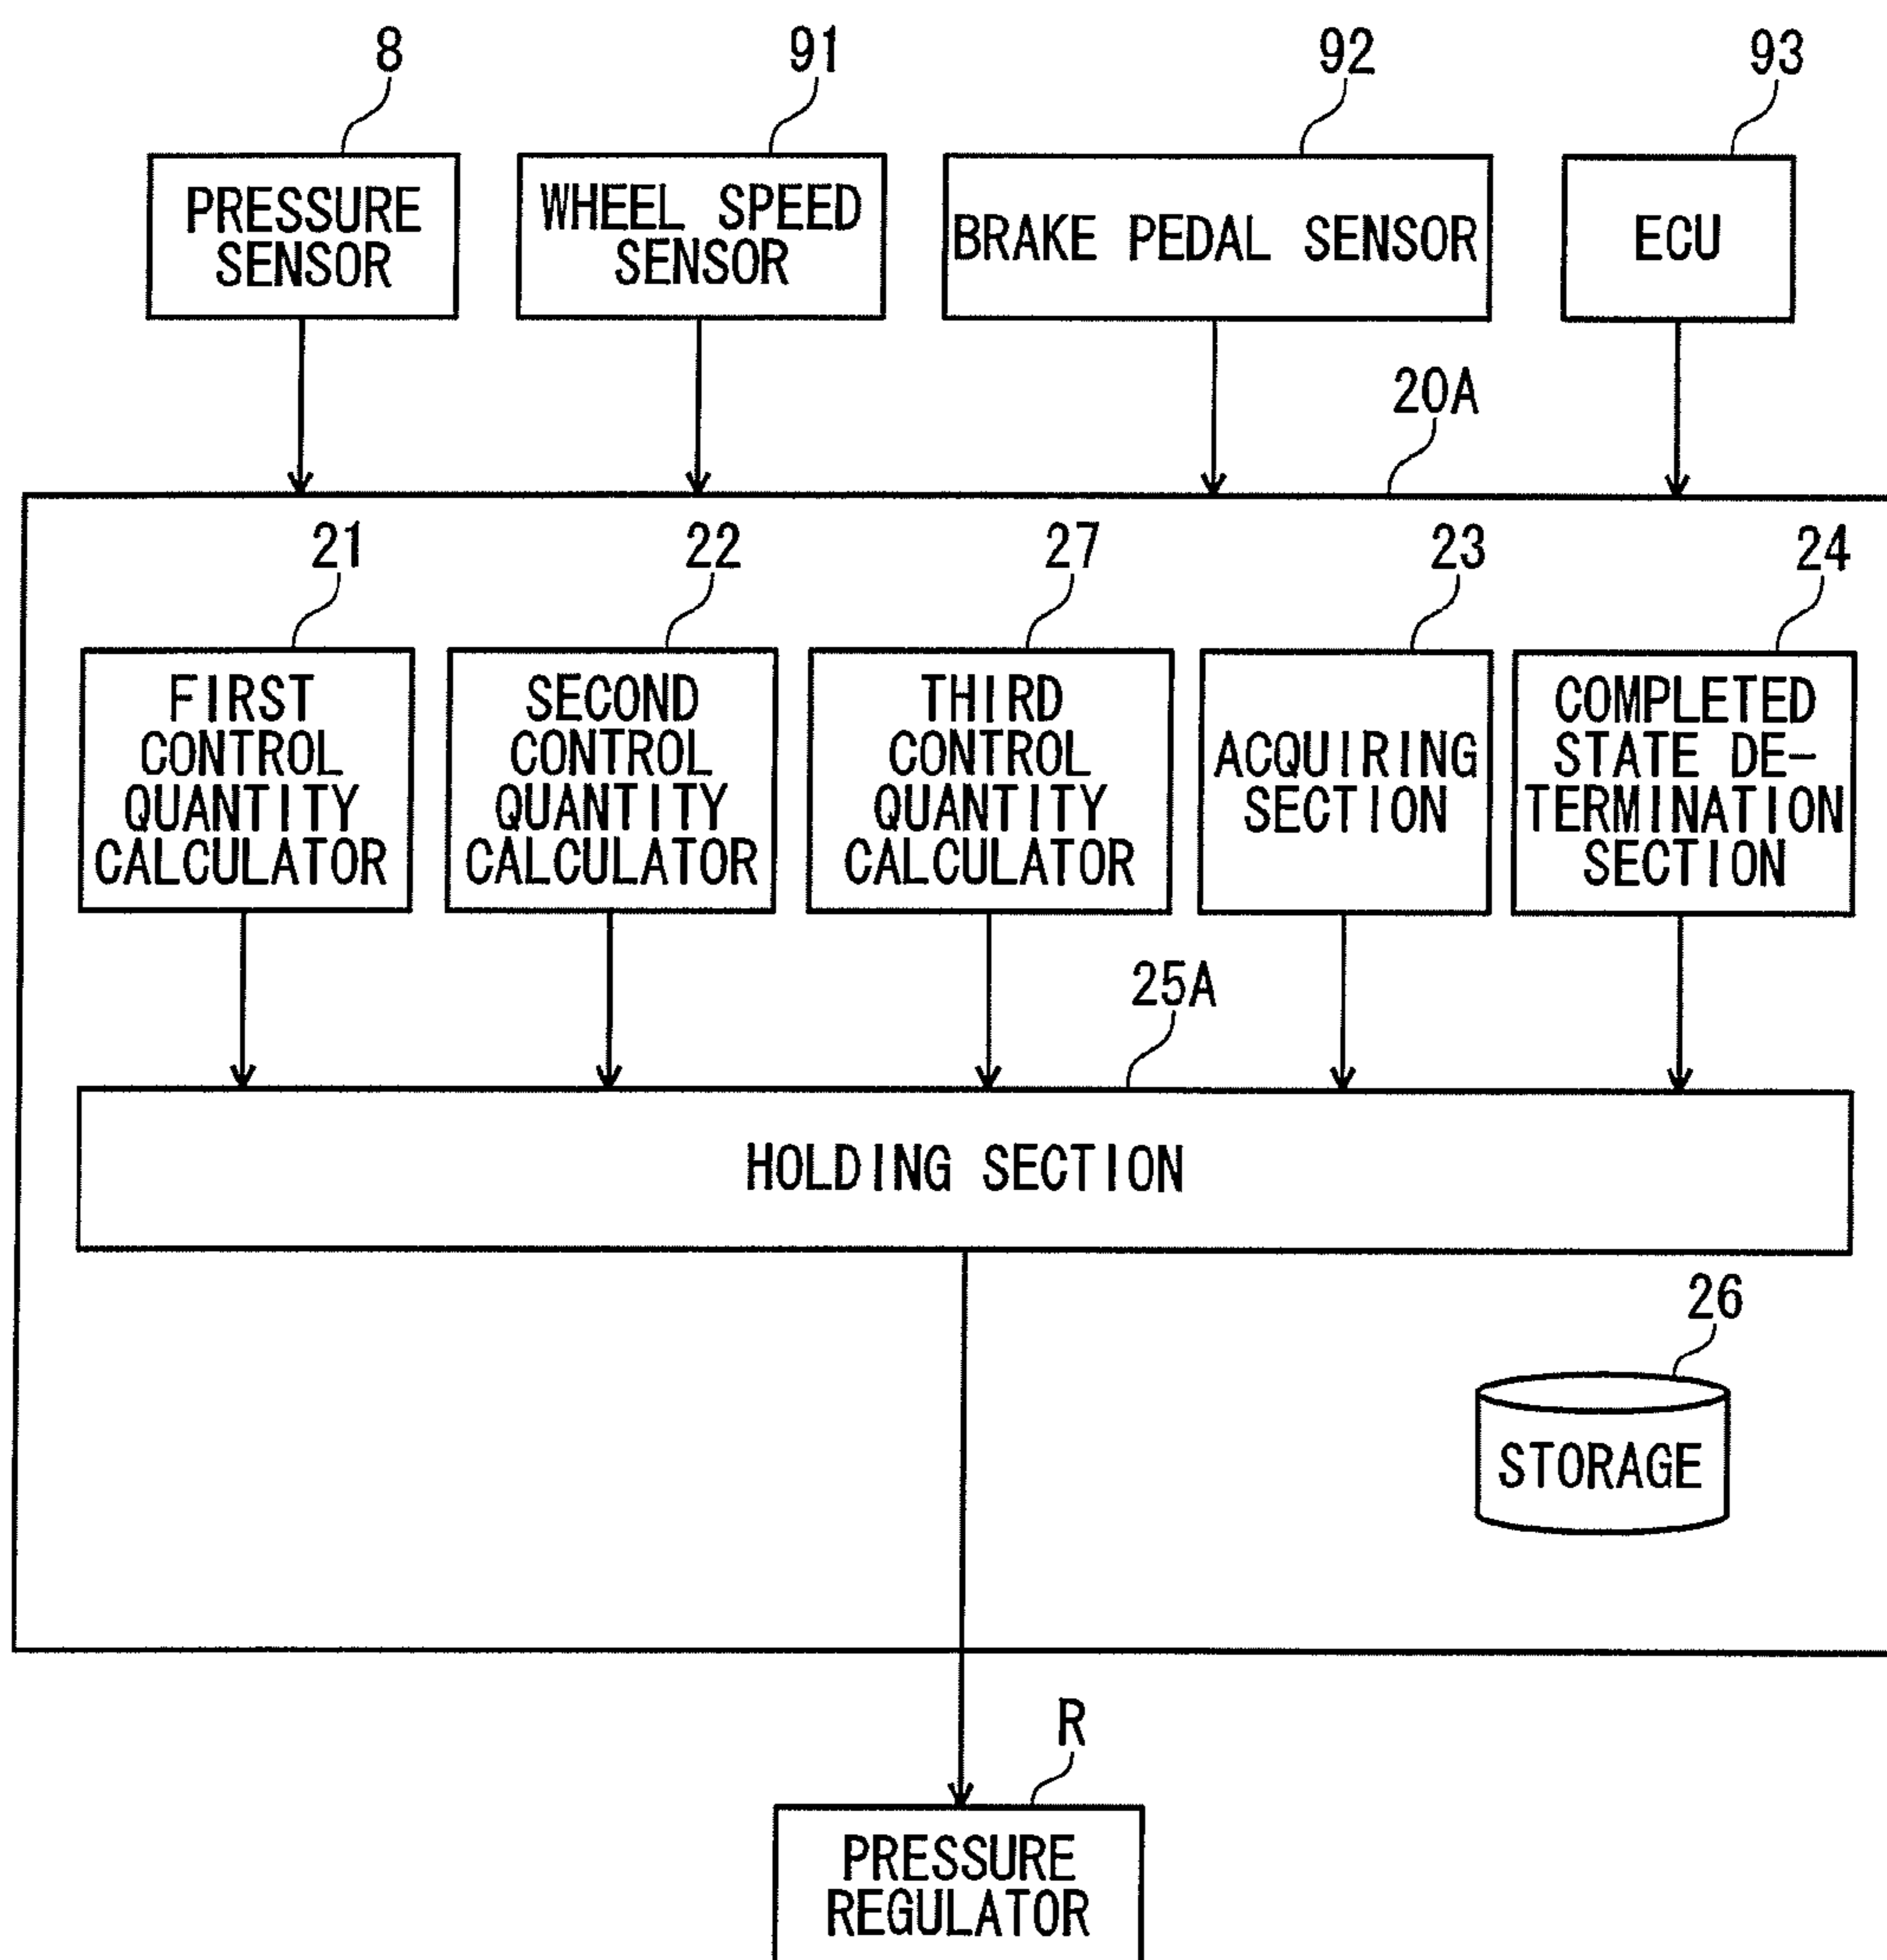 8
91
92
93
PRESSURE
SENSOR
WHEEL SPEED
SENSOR
BRAKE PEDAL SENSOR
ECU
20A
21
22
27
23
24
FIRST
CONTROL
QUANTITY
CALCULATOR
SECOND
CONTROL
QUANTITY
CALCULATOR
THIRD
CONTROL
QUANTITY
CALCULATOR
ACQUIRING
SECTION
COMPLETED
STATE DE-
TERMINATION
SECTION
25A
HOLDING SECTION
26
STORAGE
R
PRESSURE
REGULATOR